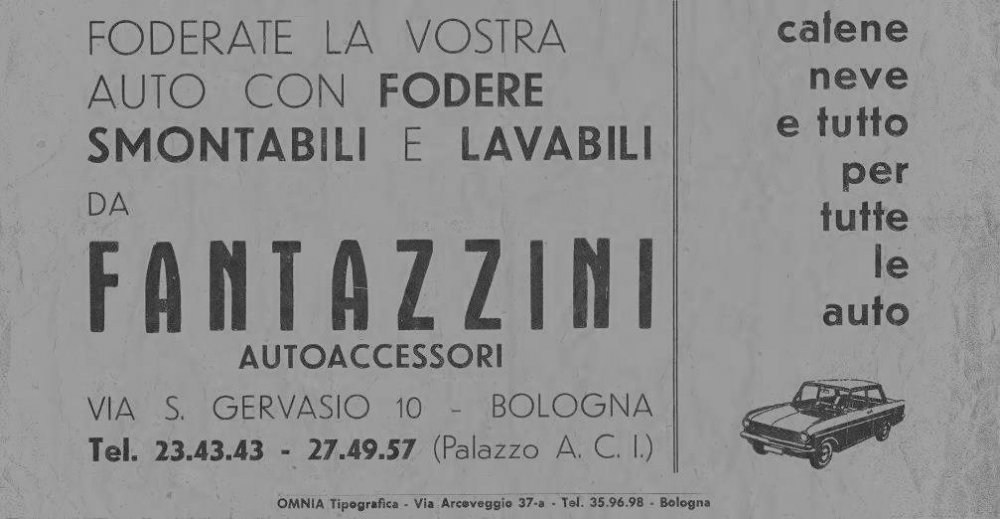 FODERATE LA VOSTRA
AUTO CON FODERE
SMONTABILI E LAVABILI
DA
FANTAZZINI
AUTOACCESSORI
VIA S. GERVASIO 10 - BOLOGNA
Tel. 23.43.43 - 27.49.57 (Palazzo A. C. I.)
calene
neve
e tutto
per
tutte
le
auto
OMNIA Tipografica - Via Arcoveggio 37-a - Tel. 35.96.98 - Bologna